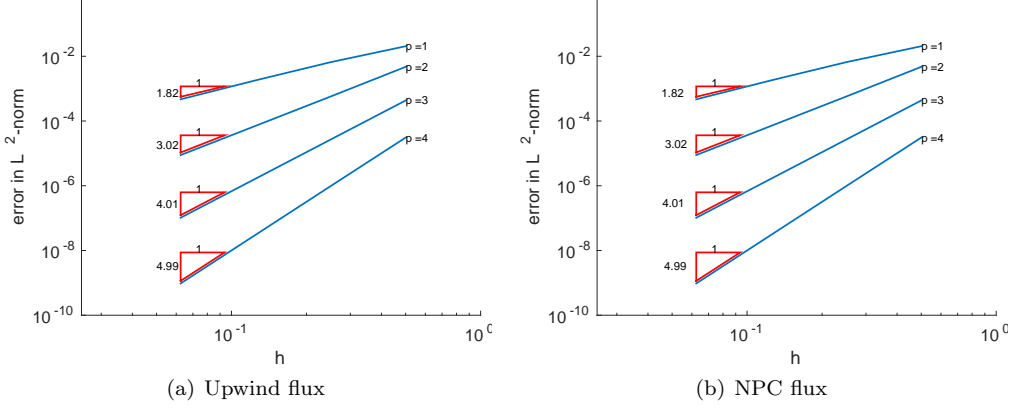 10^-2
10^-4
10^-6
10^-8
10^-10
error in L^2-norm
1
1.82
1
3.02
1
4.01
1
4.99
p =1
p =2
p =3
p =4
10^-1
10^0
h
(a) Upwind flux
10^-2
10^-4
10^-6
10^-8
10^-10
error in L^2-norm
1
1.82
1
3.02
1
4.01
1
4.99
p =1
p =2
p =3
p =4
10^-1
10^0
h
(b) NPC flux